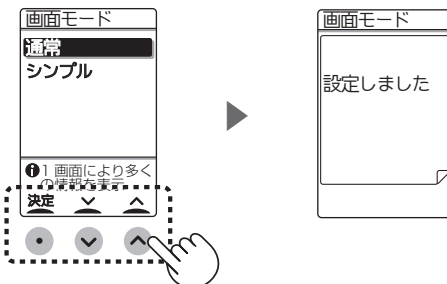 画面モード
通常
シンプル
1 画面により多く
の情報を表示
決定
画面モード
設定しました